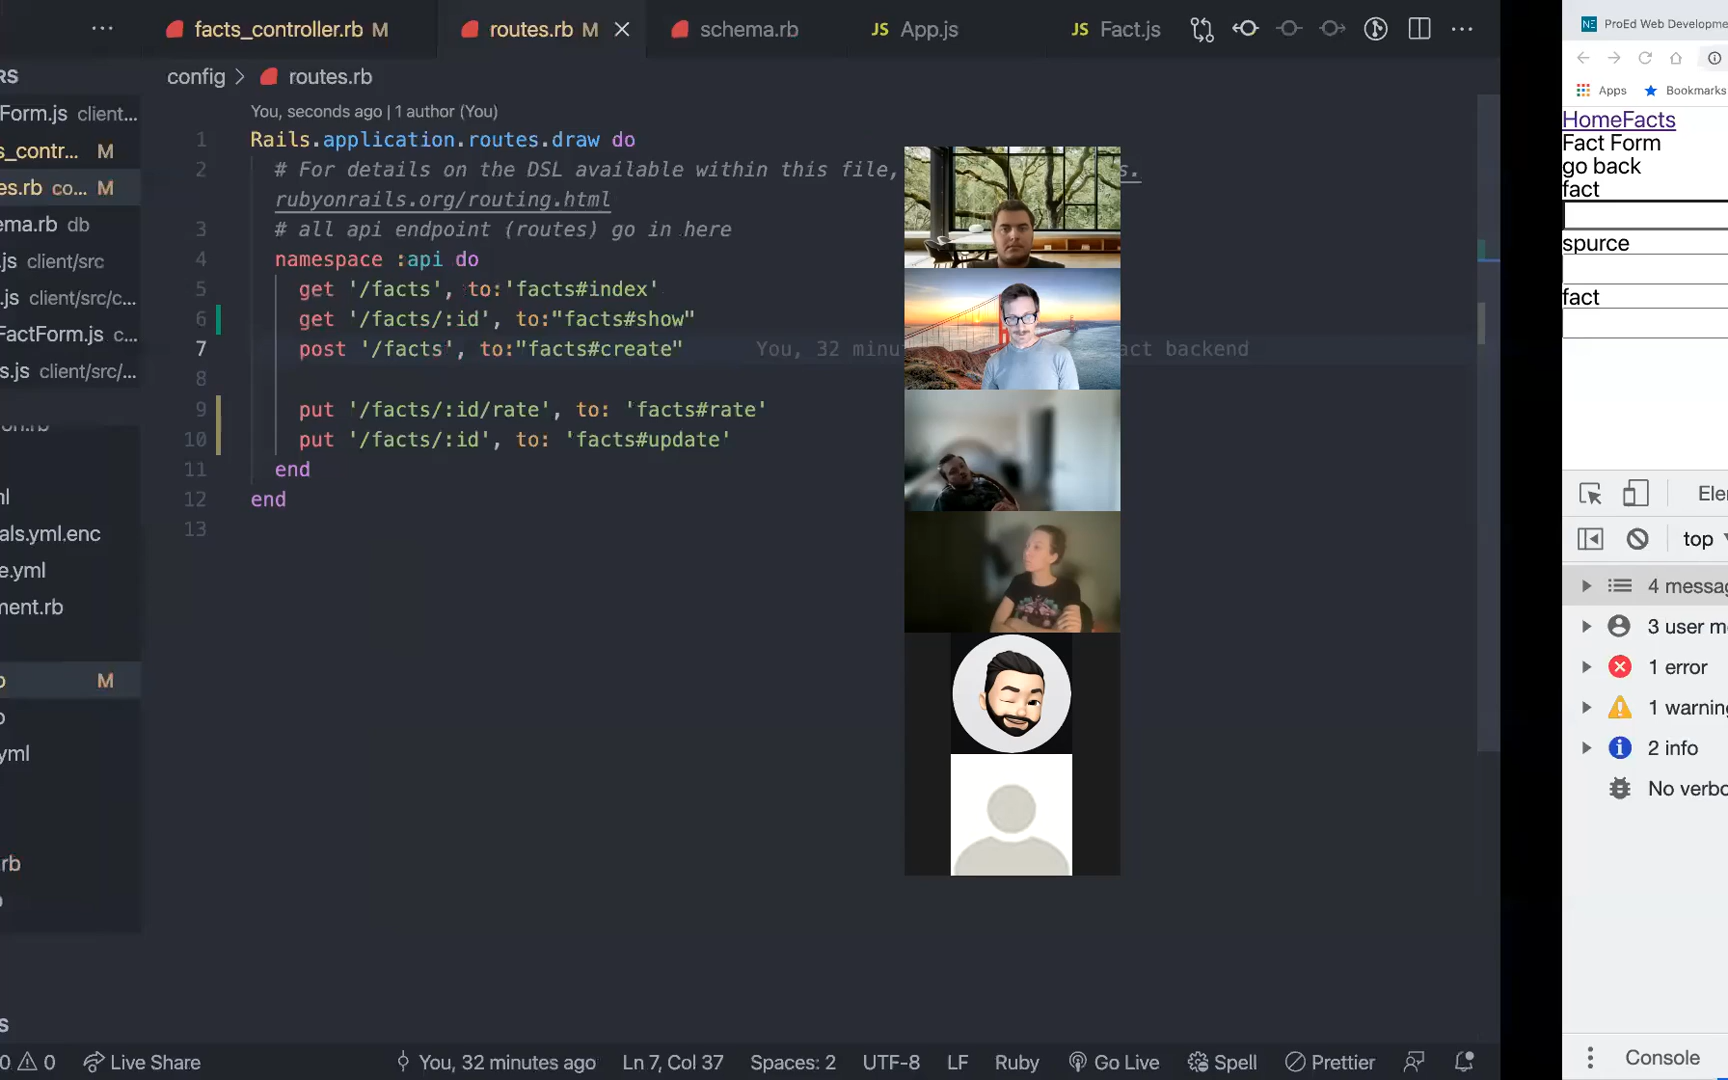 facts_controller.rb M
routes.rb M
schema.rb
JS App.js
JS Fact.js
config > routes.rb
RS
Form.js client...
s_contr... M
es.rb co... M
ema.rb db
.js client/src
.js client/src/c...
FactForm.js c...
s.js client/src/...
ml
als.yml.enc
e.yml
ment.rb
M
yml
.rb
S
You, seconds ago | 1 author (You)
1 Rails.application.routes.draw do
2 # For details on the DSL available within this file, s.
rubyonrails.org/routing.html
3 # all api endpoint (routes) go in here
4 namespace :api do
5 get '/facts', to:'facts#index'
6 get '/facts/:id', to:"facts#show"
7 post '/facts', to:"facts#create" You, 32 minu act backend
8
9 put '/facts/:id/rate', to: 'facts#rate'
10 put '/facts/:id', to: 'facts#update'
11 end
12 end
13
0 0 Live Share You, 32 minutes ago Ln 7, Col 37 Spaces: 2 UTF-8 LF Ruby Go Live Spell Prettier
NE ProEd Web Developme
Apps Bookmarks
HomeFacts
Fact Form
go back
fact
spurce
fact
Ele
top
4 messag
3 user me
1 error
1 warning
2 info
No verbo
Console